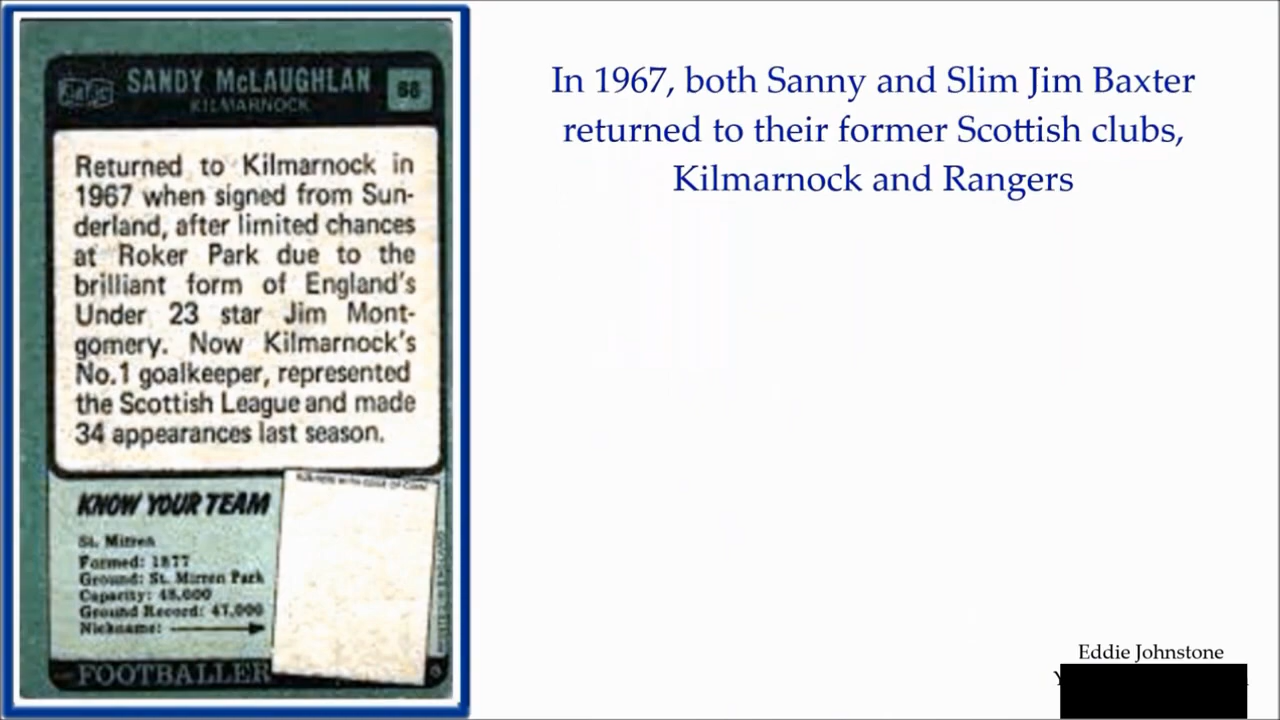 SANDY McLAUGHLAN
68
KILMARNOCK
Returned to Kilmarnock in
1967 when signed from Sun-
derland, after limited chances
at Roker Park due to the
brilliant form of England's
Under 23 star Jim Mont-
gomery. Now Kilmarnock's
No.1 goalkeeper, represented
the Scottish League and made
34 appearances last season.
KNOW YOUR TEAM
St. Mirren
Formed: 1877
Ground: St. Mirren Park
Capacity: 48,000
Ground Record: 47,000
Nickname:
FOOTBALLER
In 1967, both Sanny and Slim Jim Baxter
returned to their former Scottish clubs,
Kilmarnock and Rangers
Eddie Johnstone